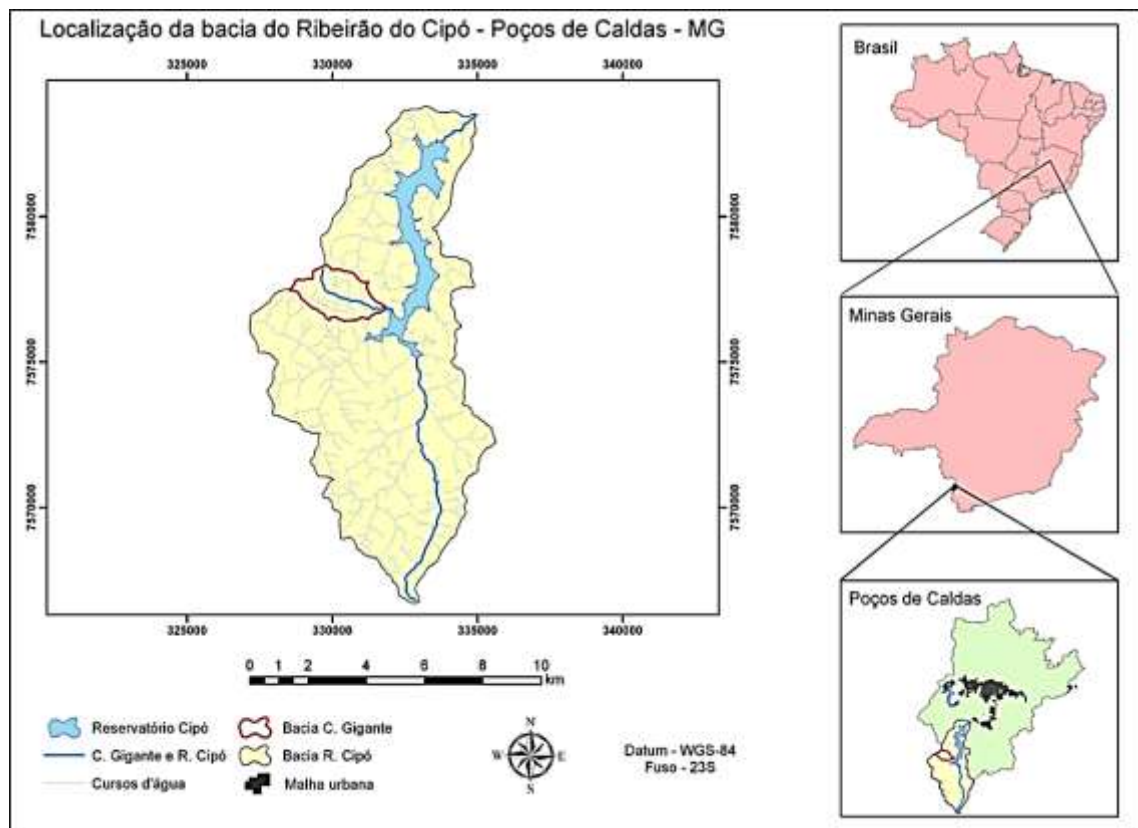 Localização da bacia do Ribeirão do Cipó - Poços de Caldas - MG
325000 330000 335000 340000
7580000 7580000
7575000 7575000
7570000 7570000
325000 330000 335000 340000
0 1 2 4 6 8 10
km
Reservatório Cipó
Bacia C. Gigante
C. Gigante e R. Cipó
Bacia R. Cipó
Cursos d'água
Malha urbana
N
W E
S
Datum - WGS-84
Fuso - 23S
Brasil
Minas Gerais
Poços de Caldas